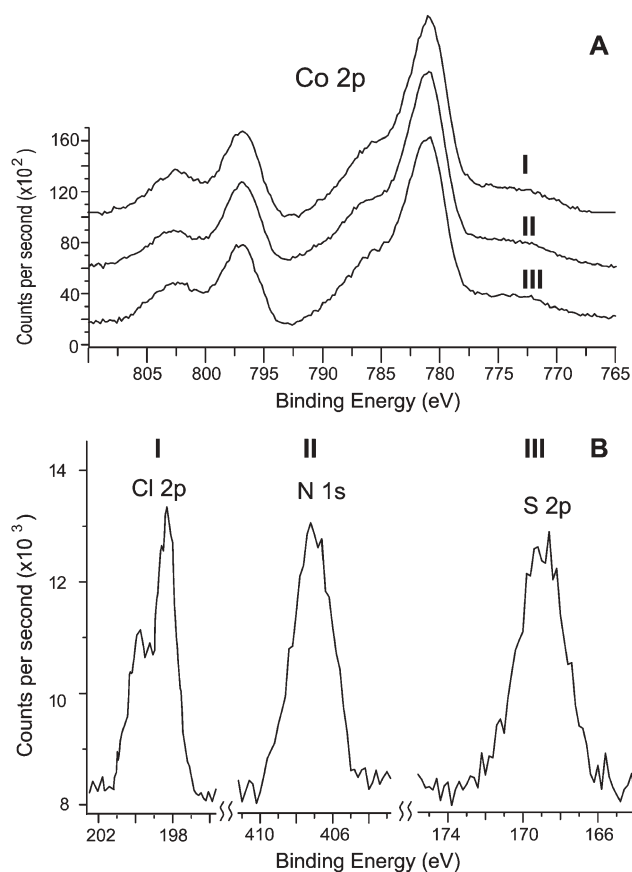 A
Co 2p
Counts per second (x10²)
160
120
80
40
0
I
II
III
805 800 795 790 785 780 775 770 765
Binding Energy (eV)
I II III B
Cl 2p N 1s S 2p
Counts per second (x10³)
14
12
10
8
202 198 410 406 174 170 166
Binding Energy (eV)